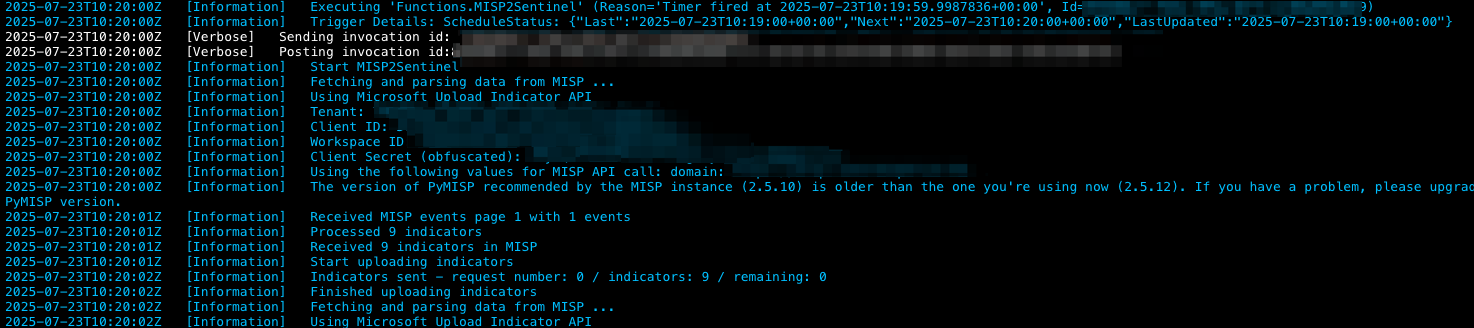 2025-07-23T10:20:00Z [Information] Executing 'Functions.MISP2Sentinel' (Reason='Timer fired at 2025-07-23T10:19:59.9987836+00:00', Id= 9)
2025-07-23T10:20:00Z [Information] Trigger Details: ScheduleStatus: {"Last":"2025-07-23T10:19:00+00:00","Next":"2025-07-23T10:20:00+00:00","LastUpdated":"2025-07-23T10:19:00+00:00"}
2025-07-23T10:20:00Z [Verbose] Sending invocation id:
2025-07-23T10:20:00Z [Verbose] Posting invocation id:
2025-07-23T10:20:00Z [Information] Start MISP2Sentinel
2025-07-23T10:20:00Z [Information] Fetching and parsing data from MISP ...
2025-07-23T10:20:00Z [Information] Using Microsoft Upload Indicator API
2025-07-23T10:20:00Z [Information] Tenant:
2025-07-23T10:20:00Z [Information] Client ID:
2025-07-23T10:20:00Z [Information] Workspace ID
2025-07-23T10:20:00Z [Information] Client Secret (obfuscated):
2025-07-23T10:20:00Z [Information] Using the following values for MISP API call: domain:
2025-07-23T10:20:00Z [Information] The version of PyMISP recommended by the MISP instance (2.5.10) is older than the one you're using now (2.5.12). If you have a problem, please upgrad
PyMISP version.
2025-07-23T10:20:01Z [Information] Received MISP events page 1 with 1 events
2025-07-23T10:20:01Z [Information] Processed 9 indicators
2025-07-23T10:20:01Z [Information] Received 9 indicators in MISP
2025-07-23T10:20:01Z [Information] Start uploading indicators
2025-07-23T10:20:02Z [Information] Indicators sent - request number: 0 / indicators: 9 / remaining: 0
2025-07-23T10:20:02Z [Information] Finished uploading indicators
2025-07-23T10:20:02Z [Information] Fetching and parsing data from MISP ...
2025-07-23T10:20:02Z [Information] Using Microsoft Upload Indicator API